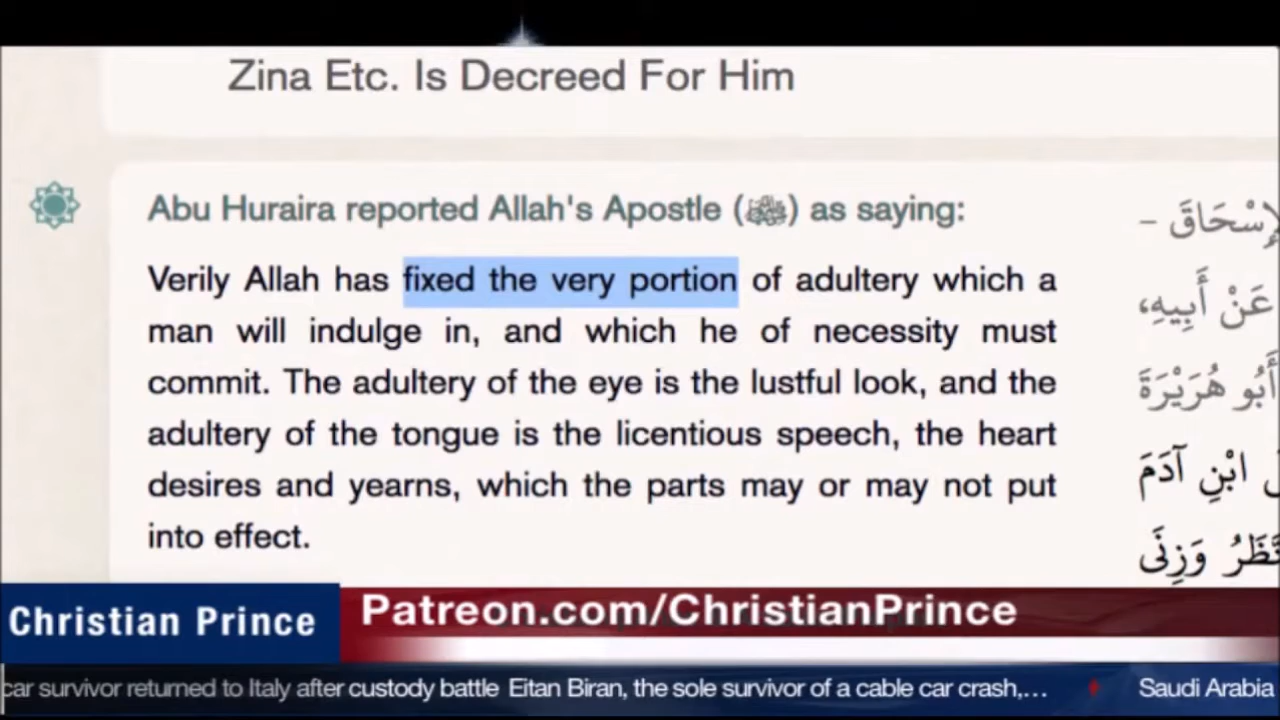 Zina Etc. Is Decreed For Him
Abu Huraira reported Allah's Apostle (ﷺ) as saying:
Verily Allah has fixed the very portion of adultery which a
man will indulge in, and which he of necessity must
commit. The adultery of the eye is the lustful look, and the
adultery of the tongue is the licentious speech, the heart
desires and yearns, which the parts may or may not put
into effect.
إِسْحَاقَ -
عَنْ أَبِيهِ،
أَبُو هُرَيْرَةَ
ابْنِ آدَمَ
وَزِنَى
Christian Prince
Patreon.com/ChristianPrince
car survivor returned to Italy after custody battle Eitan Biran, the sole survivor of a cable car crash,... Saudi Arabia